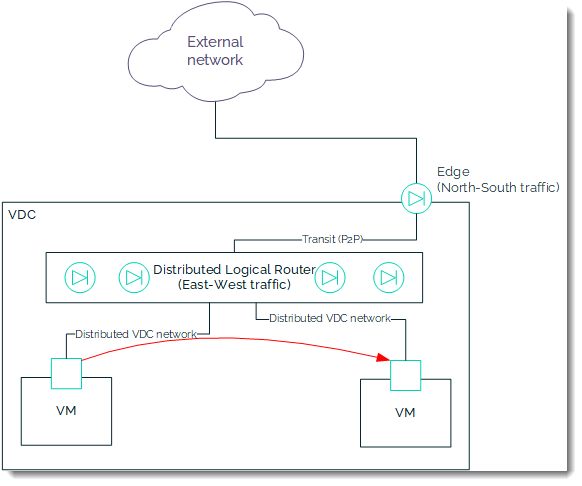 External
network
Edge
(North-South traffic)
VDC
Transit (P2P)
Distributed Logical Router
(East-West traffic)
Distributed VDC network
Distributed VDC network
VM
VM